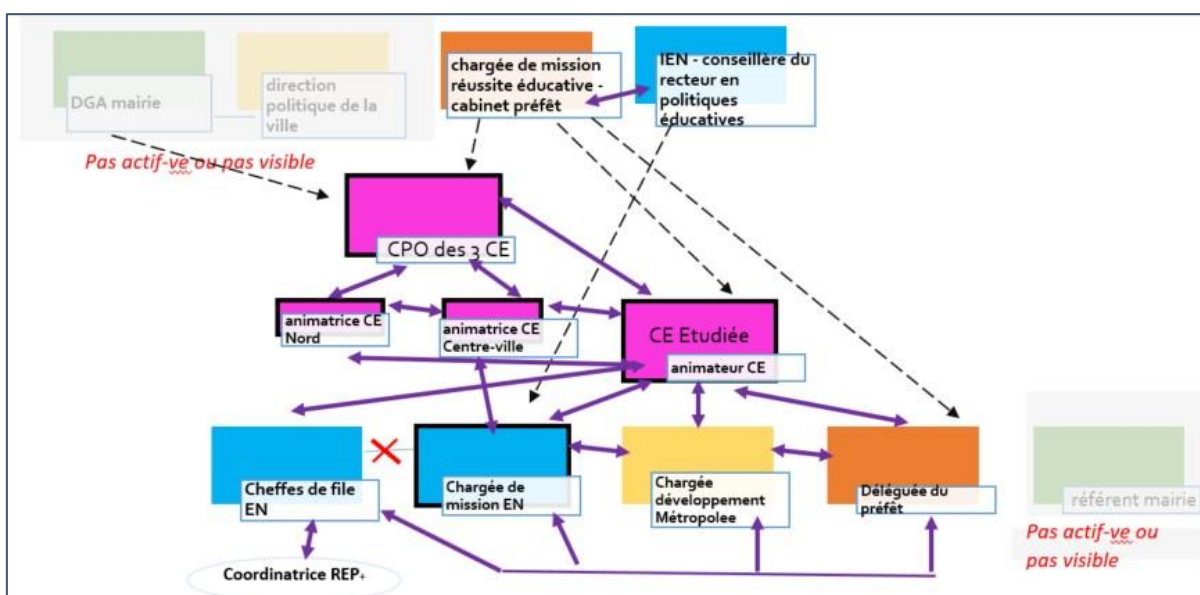 DGA mairie
direction
politique de la
ville
chargée de mission
réussite éducative -
cabinet préfêt
IEN - conseillère du
recteur en
politiques
éducatives
Pas actif-ve ou pas visible
CPO des 3 CE
animatrice CE
Nord
animatrice CE
Centre-ville
CE Etudiée
animateur CE
Cheffes de file
EN
Chargée de
mission EN
Chargée
développement
Métropolee
Déléguée du
préfêt
référent mairie
Pas actif-ve ou
pas visible
Coordinatrice REP+